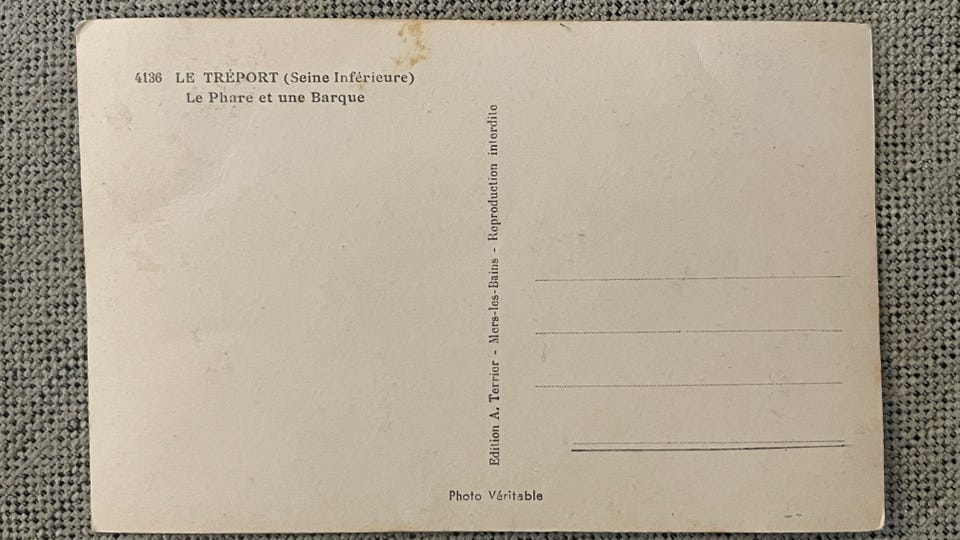 4136 LE TRÉPORT (Seine Inférieure)
Le Phare et une Barque
Edition A. Terrier - Mers-les-Bains - Reproduction interdite
Photo Véritable